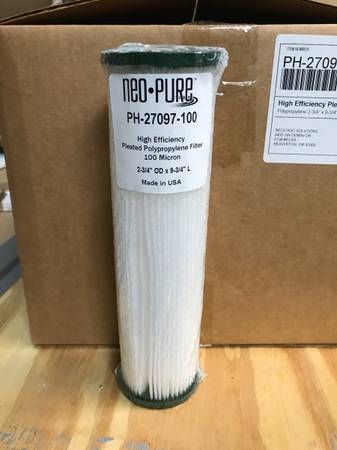 neo•pure
PH-27097-100
High Efficiency
Pleated Polypropylene Filter
100 Micron
2-3/4" OD x 9-3/4" L
Made in USA
PH-2709
High Efficiency Ple
Polypropylene 2-3/4" x 9-3/4"